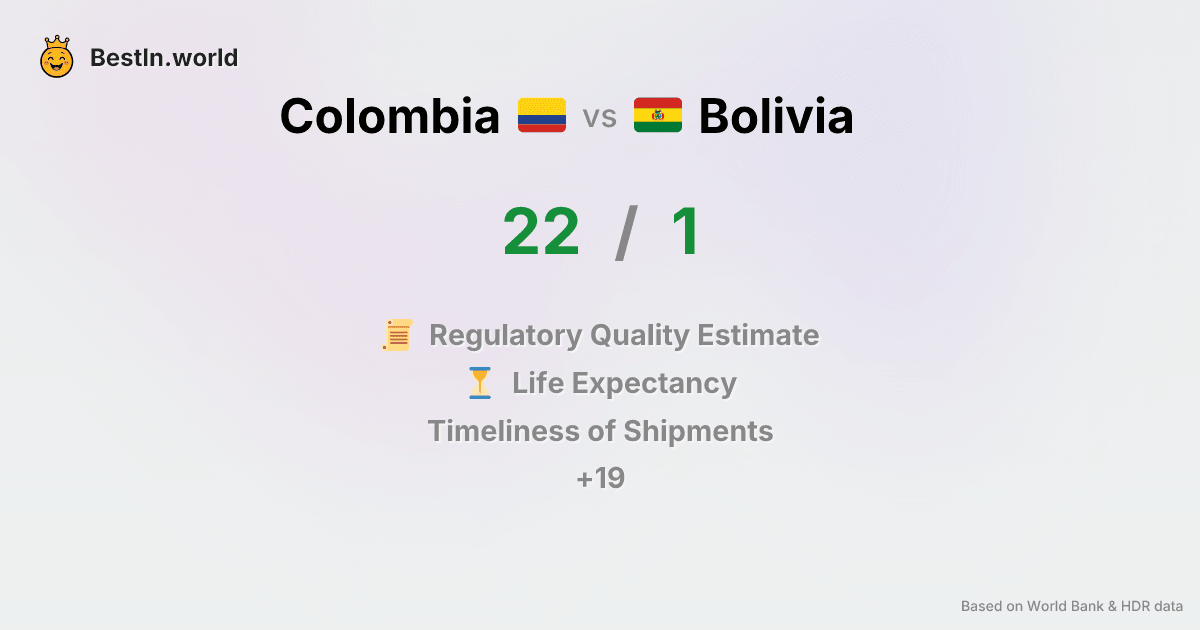 BestIn.world
Colombia vs Bolivia
22 / 1
Regulatory Quality Estimate
Life Expectancy
Timeliness of Shipments
+19
Based on World Bank & HDR data